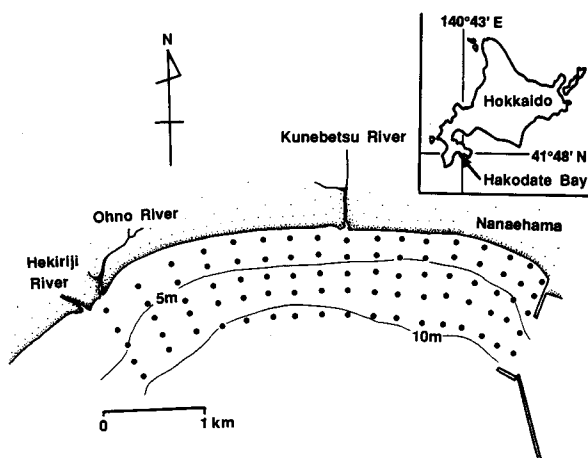 140°43' E
N
Hokkaido
Kunebetsu River
41°48' N
Hakodate Bay
Ohno River
Nanaehama
Hekiriji
River
5m
10m
0 1 km